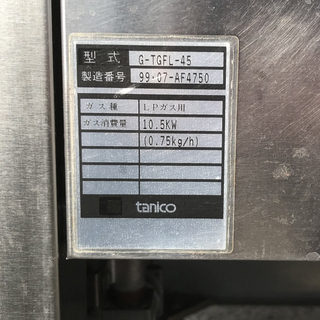 型式 G-TGFL-45
製造番号 99-07-AF4750
ガス種 LPガス用
ガス消費量 10.5KW
(0.75kg/h)
tanico